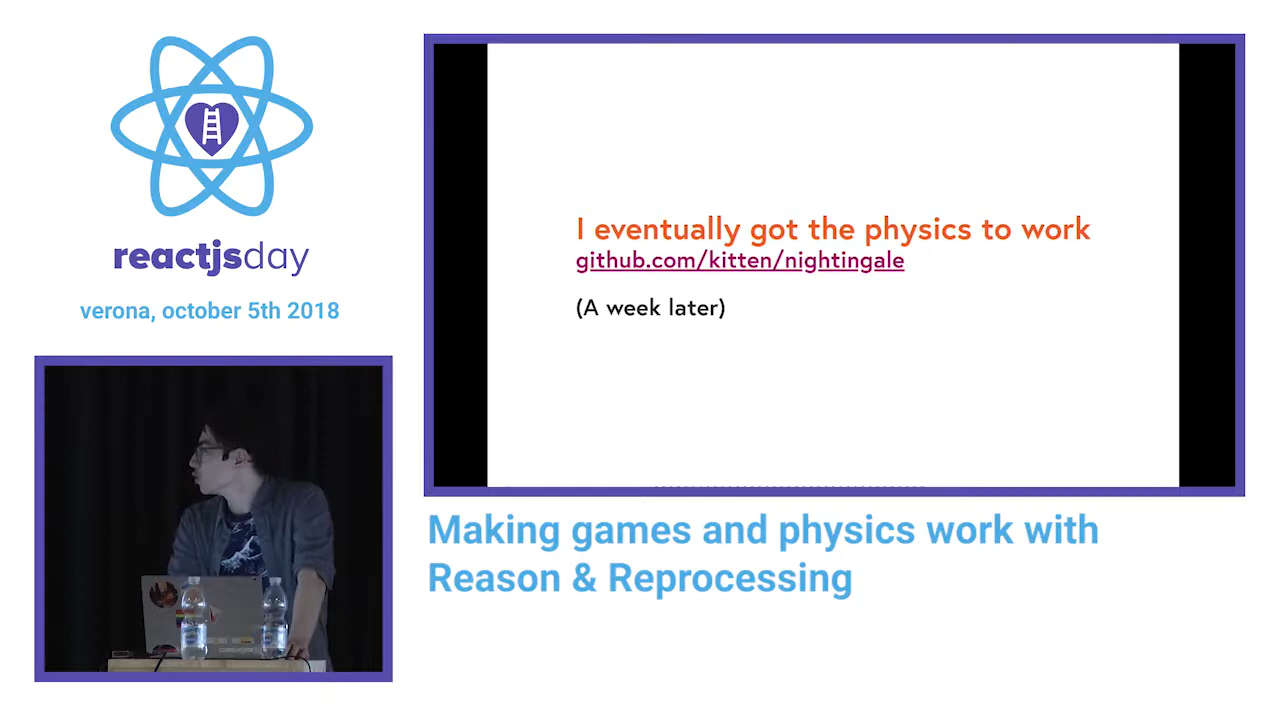 reactjsday
verona, october 5th 2018
I eventually got the physics to work
github.com/kitten/nightingale
(A week later)
Making games and physics work with
Reason & Reprocessing